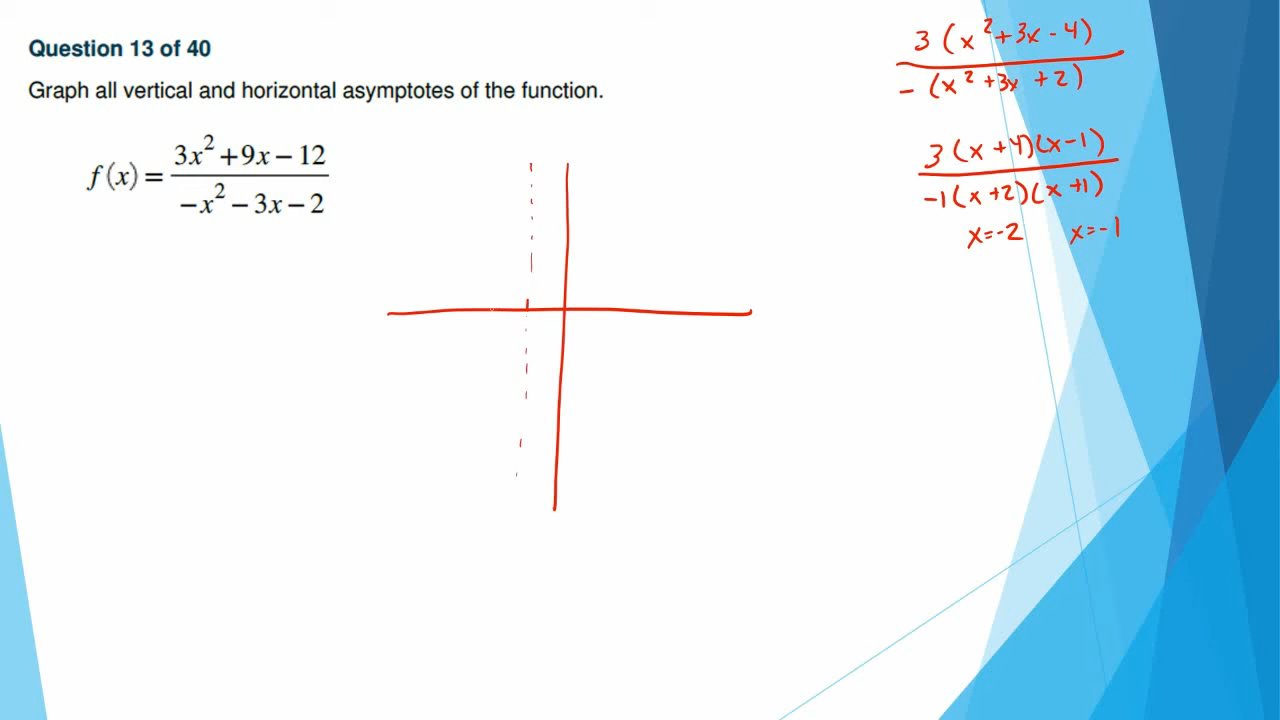 Question 13 of 40
Graph all vertical and horizontal asymptotes of the function.
f(x) = \frac{3x^2+9x-12}{-x^2-3x-2}
3(x^2+3x-4)
-(x^2+3x+2)
3(x+4)(x-1)
-1(x+2)(x+1)
x=-2 x=-1